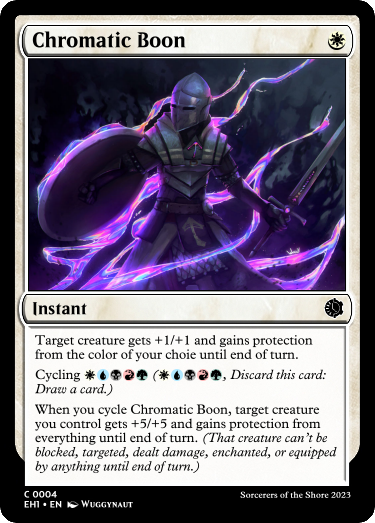 Chromatic Boon
Instant
Target creature gets +1/+1 and gains protection
from the color of your choie until end of turn.
Cycling (, Discard this card:
Draw a card.)
When you cycle Chromatic Boon, target creature
you control gets +5/+5 and gains protection from
everything until end of turn. (That creature can't be
blocked, targeted, dealt damage, enchanted, or equipped
by anything until end of turn.)
C 0004
EH1 • EN Wuggynaut
Sorcerers of the Shore 2023